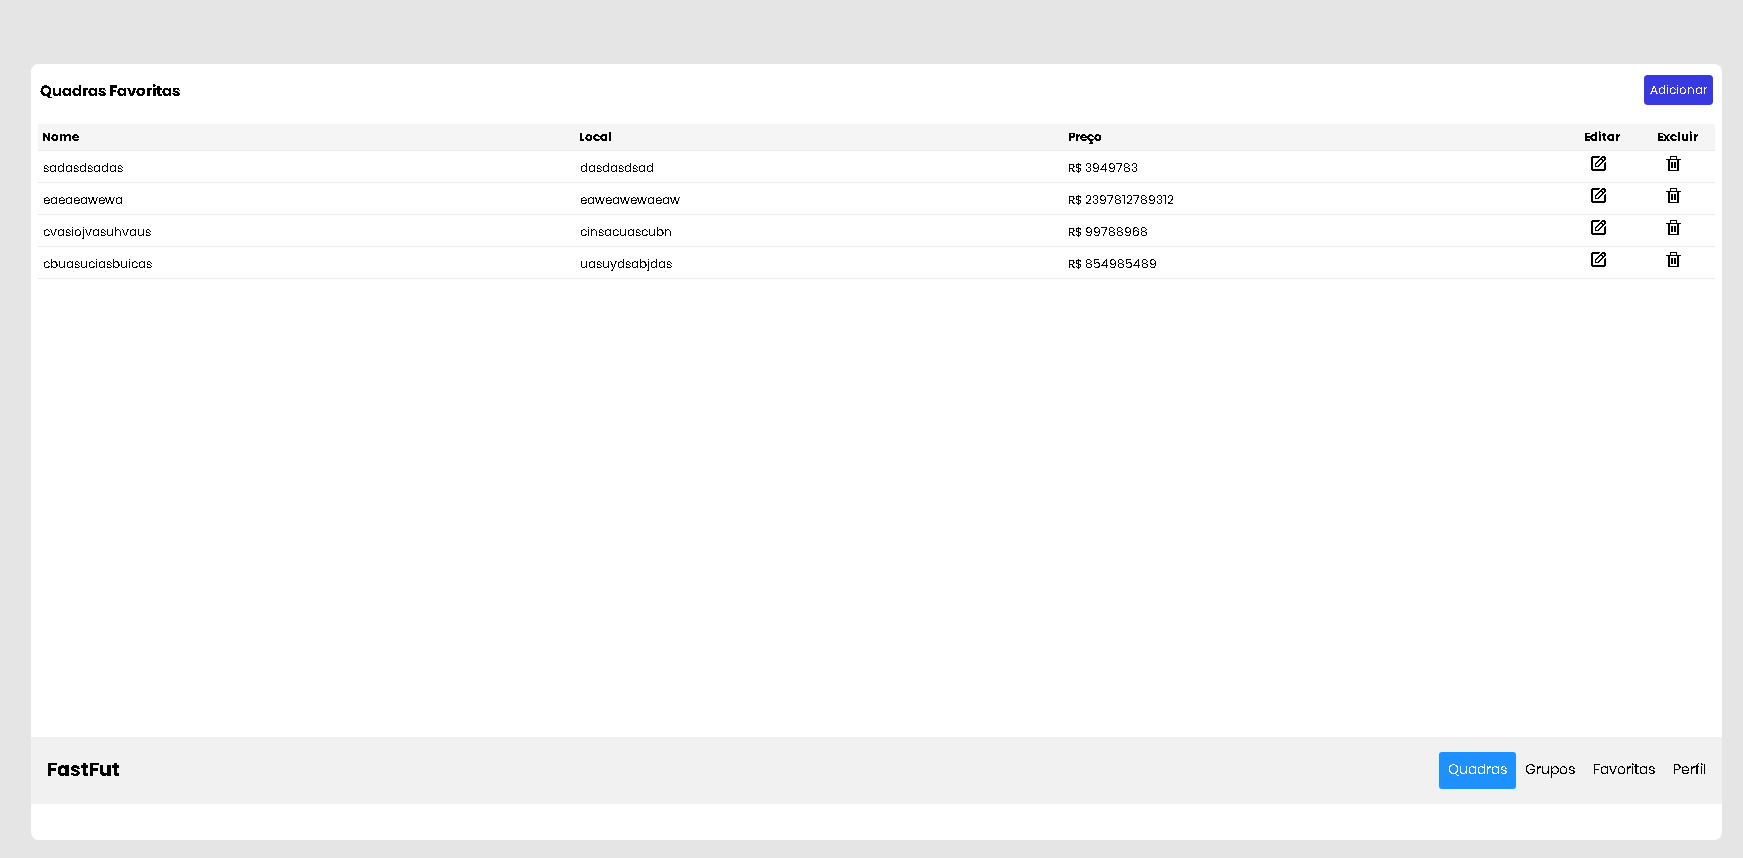 Quadras Favoritas Adicionar
Nome Local Preço Editar Excluir
sadasdsadas dasdasdsad R$ 3949783
eaeaeawewa eaweawewaeaw R$ 2397812789312
cvasiojvasuhvaus cinsacuascubn R$ 99788968
cbuasuciasbuicas uasuydsabjdas R$ 854985489
FastFut Quadras Grupos Favoritas Perfil